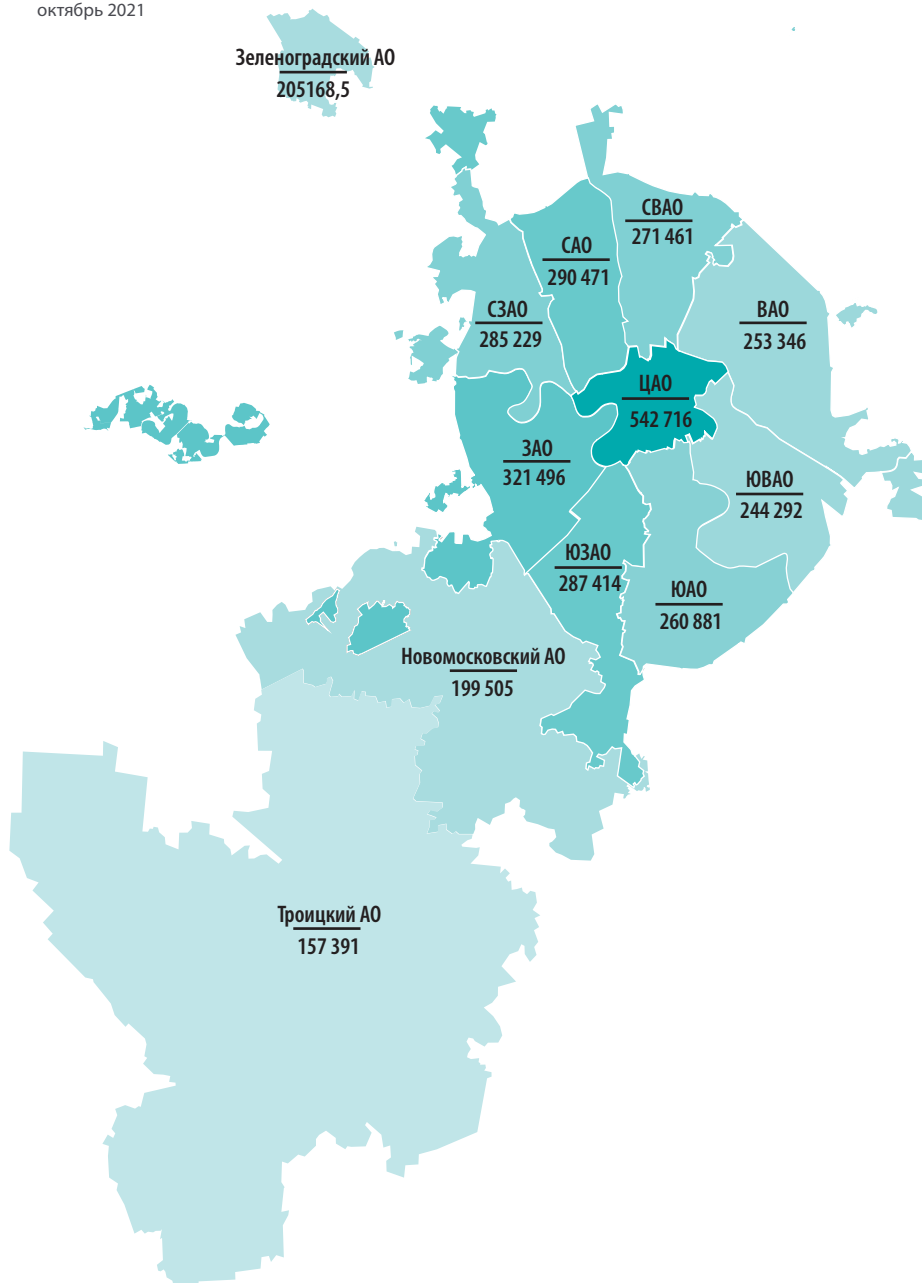 октябрь 2021
Зеленоградский АО
205168,5
СВАО
271 461
САО
290 471
СЗАО
285 229
ВАО
253 346
ЦАО
542 716
ЗАО
321 496
ЮВАО
244 292
ЮЗАО
287 414
ЮАО
260 881
Новомосковский АО
199 505
Троицкий АО
157 391